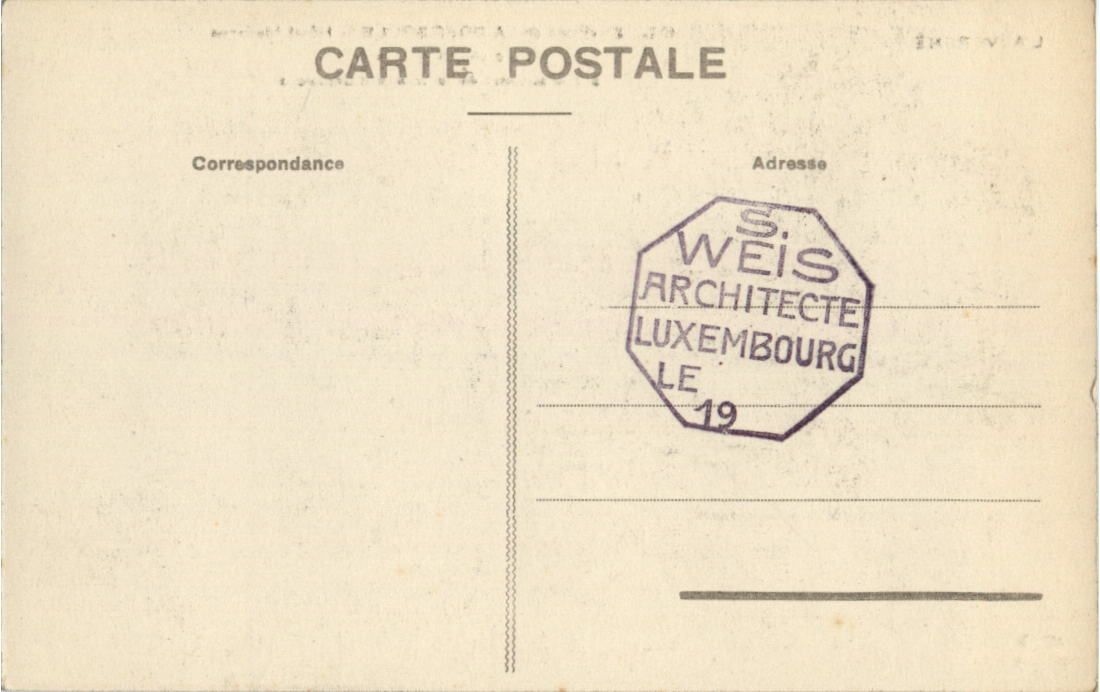 CARTE POSTALE
Correspondance
Adresse
S.
WEIS
ARCHITECTE
LUXEMBOURG
LE
19